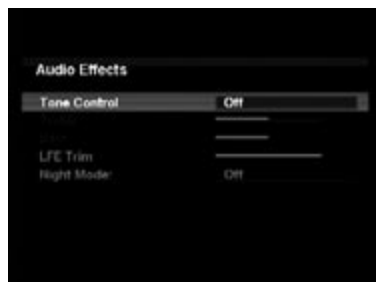 Audio Effects
Tone Control Off
LFE Trim
Night Mode: Off